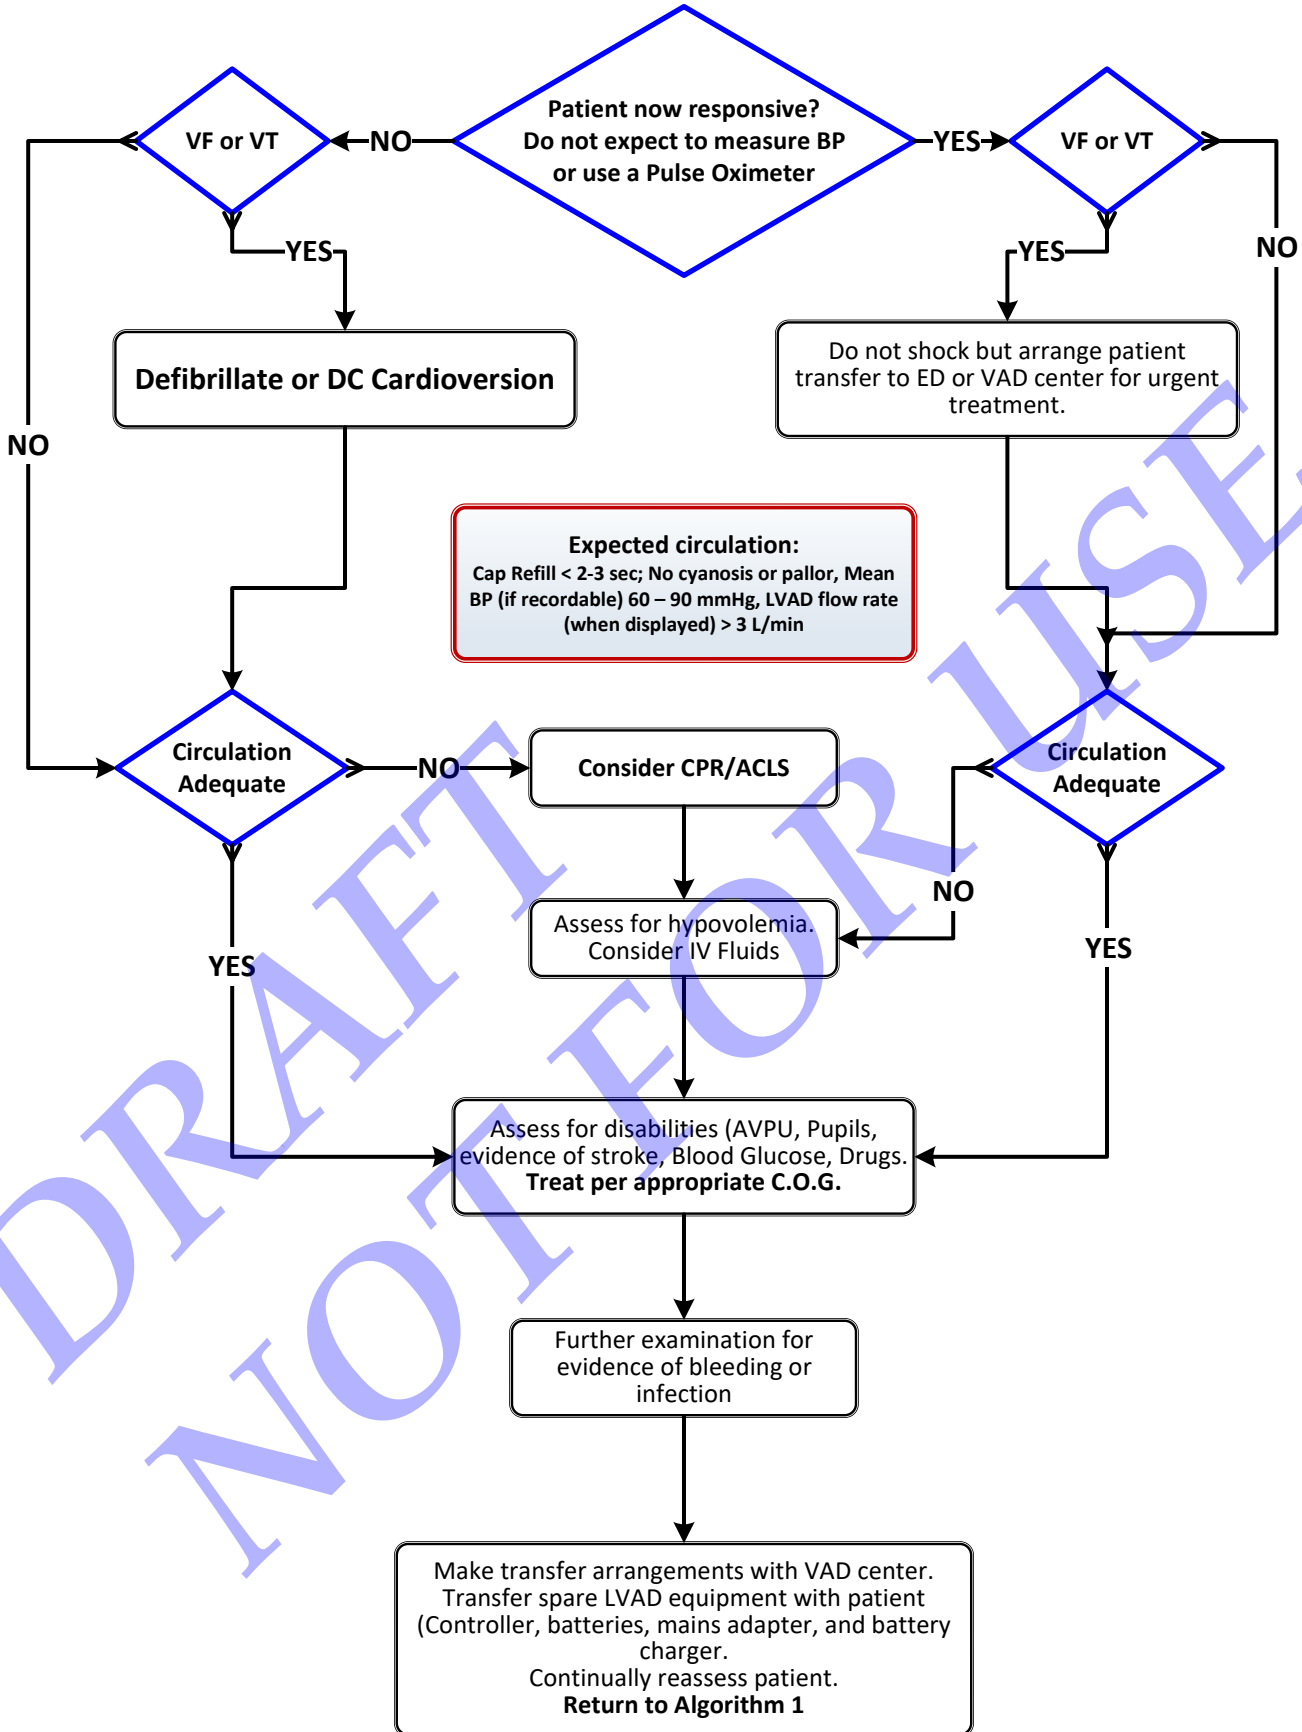 Patient now responsive?
Do not expect to measure BP
or use a Pulse Oximeter
VF or VT
NO
YES
VF or VT
YES
YES
NO
NO
Defibrillate or DC Cardioversion
Do not shock but arrange patient
transfer to ED or VAD center for urgent
treatment.
Expected circulation:
Cap Refill < 2-3 sec; No cyanosis or pallor, Mean
BP (if recordable) 60 – 90 mmHg, LVAD flow rate
(when displayed) > 3 L/min
Circulation
Adequate
NO
Consider CPR/ACLS
Circulation
Adequate
NO
Assess for hypovolemia.
Consider IV Fluids
YES
YES
Assess for disabilities (AVPU, Pupils,
evidence of stroke, Blood Glucose, Drugs.
Treat per appropriate C.O.G.
Further examination for
evidence of bleeding or
infection
Make transfer arrangements with VAD center.
Transfer spare LVAD equipment with patient
(Controller, batteries, mains adapter, and battery
charger.
Continually reassess patient.
Return to Algorithm 1
DRAFT
NOT FOR USE